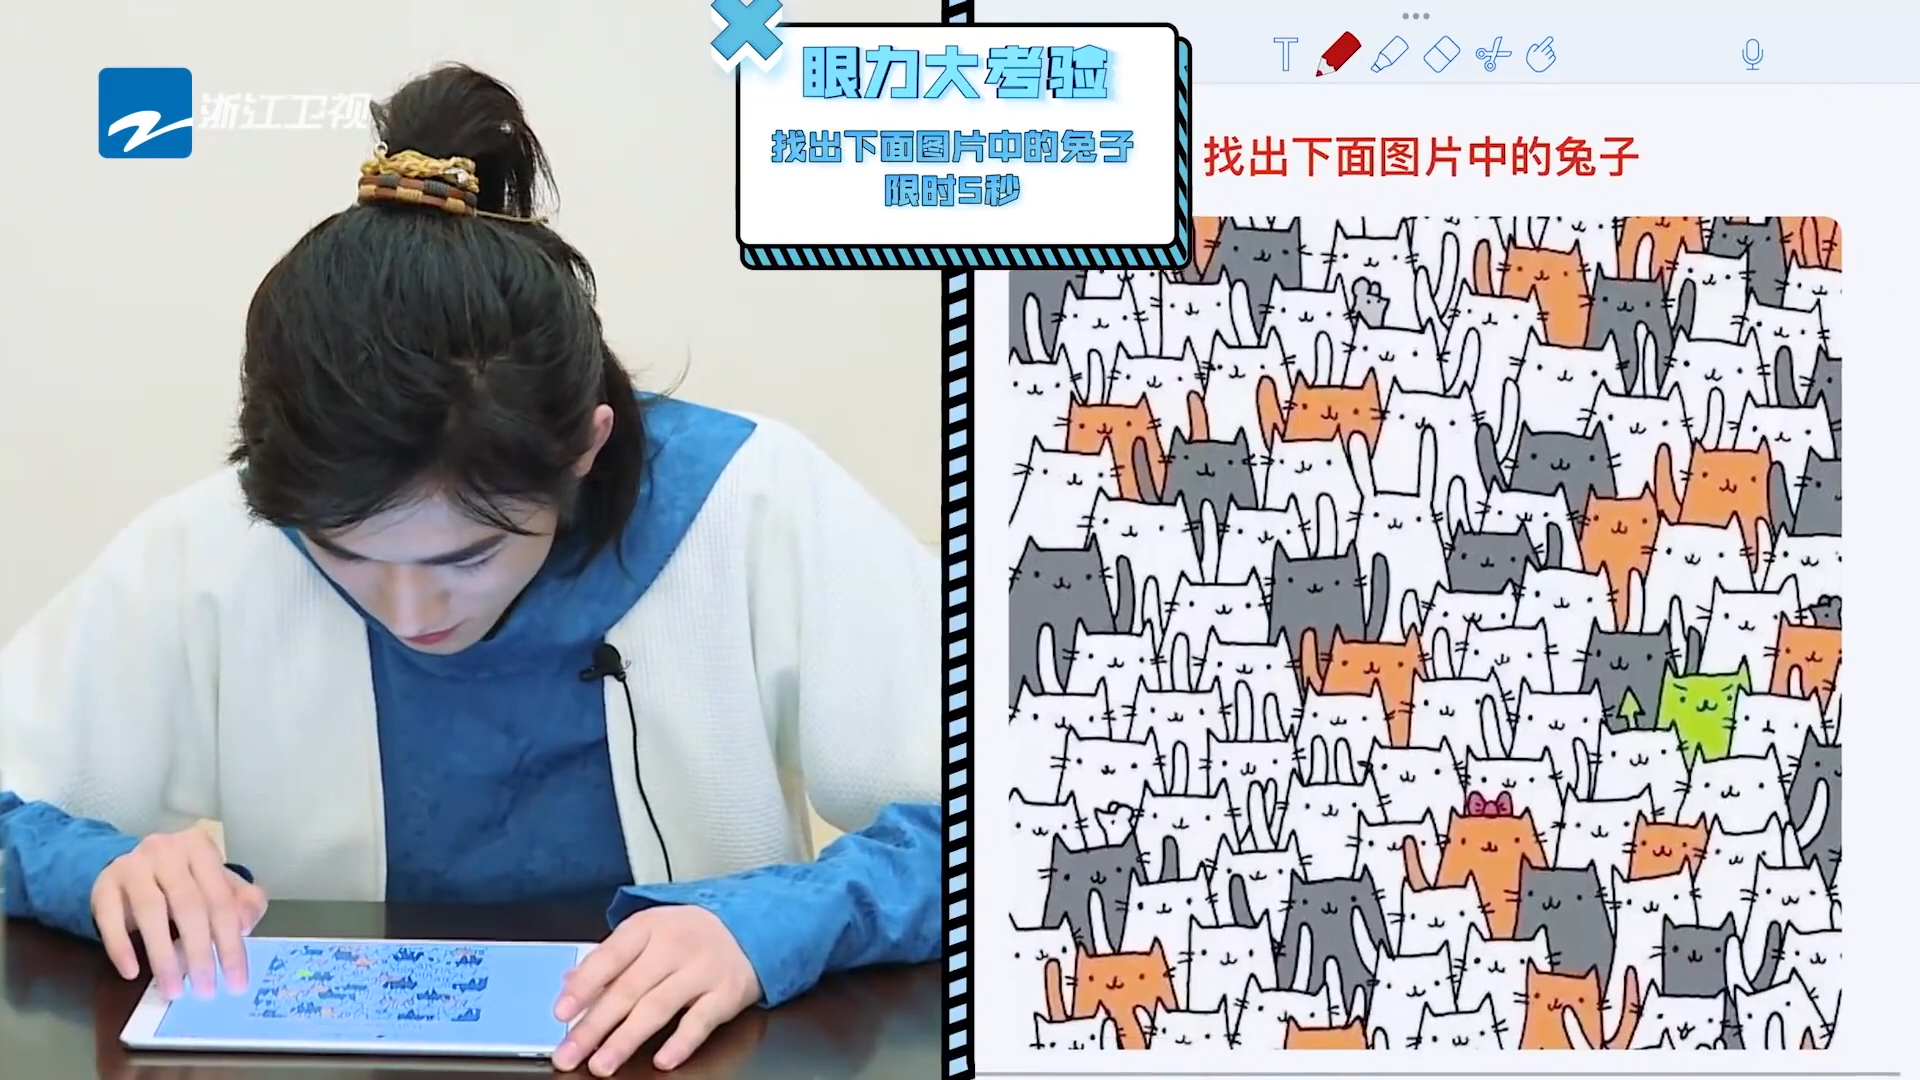 浙江卫视
眼力大考验
找出下面图片中的兔子
限时5秒
T
找出下面图片中的兔子